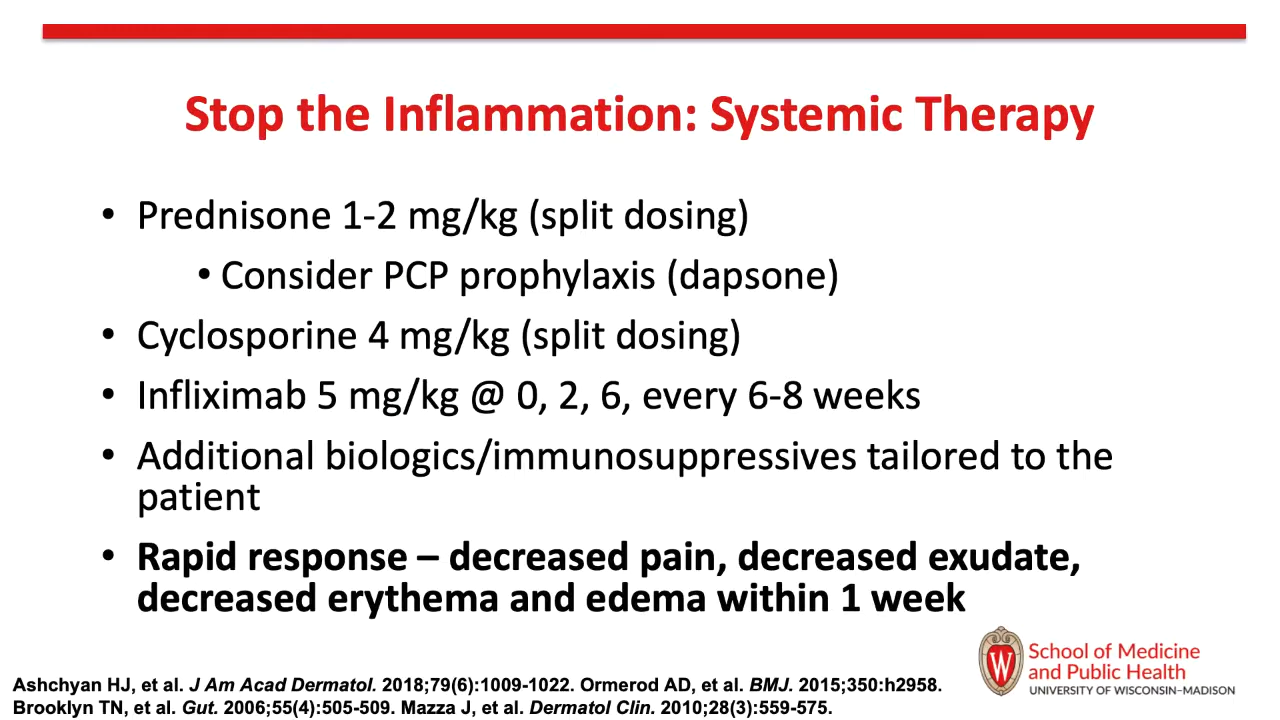 Stop the Inflammation: Systemic Therapy
• Prednisone 1-2 mg/kg (split dosing)
• Consider PCP prophylaxis (dapsone)
• Cyclosporine 4 mg/kg (split dosing)
• Infliximab 5 mg/kg @ 0, 2, 6, every 6-8 weeks
• Additional biologics/immunosuppressives tailored to the
patient
• Rapid response – decreased pain, decreased exudate,
decreased erythema and edema within 1 week
W
School of Medicine
and Public Health
UNIVERSITY OF WISCONSIN–MADISON
Ashchyan HJ, et al. J Am Acad Dermatol. 2018;79(6):1009-1022. Ormerod AD, et al. BMJ. 2015;350:h2958.
Brooklyn TN, et al. Gut. 2006;55(4):505-509. Mazza J, et al. Dermatol Clin. 2010;28(3):559-575.